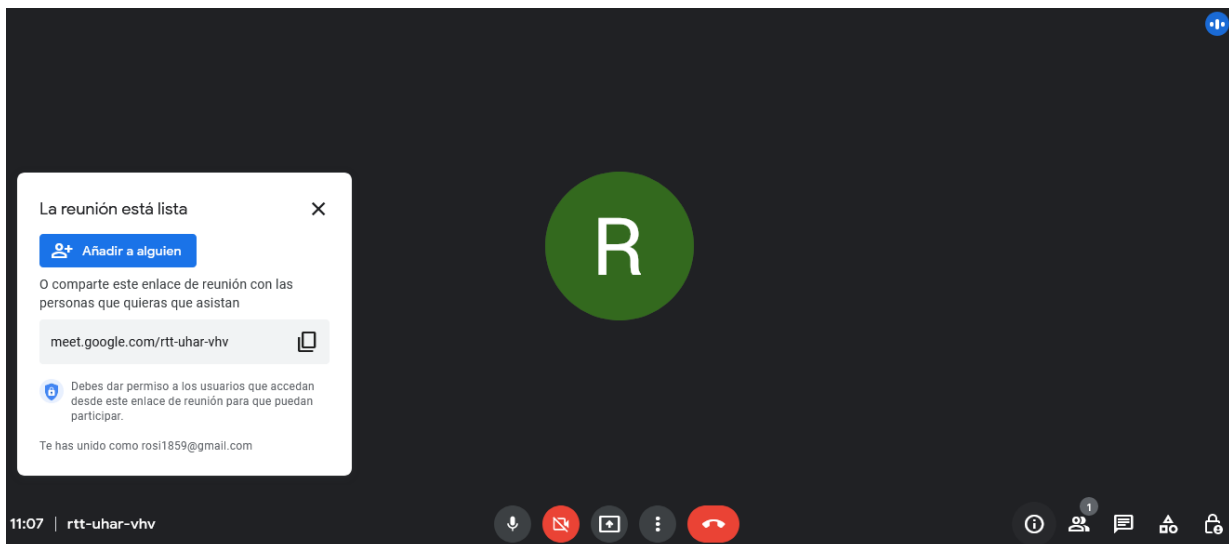 La reunión está lista
Añadir a alguien
O comparte este enlace de reunión con las
personas que quieras que asistan
meet.google.com/rtt-uhar-vhv
Debes dar permiso a los usuarios que accedan
desde este enlace de reunión para que puedan
participar.
Te has unido como rosi1859@gmail.com
R
11:07 | rtt-uhar-vhv
1